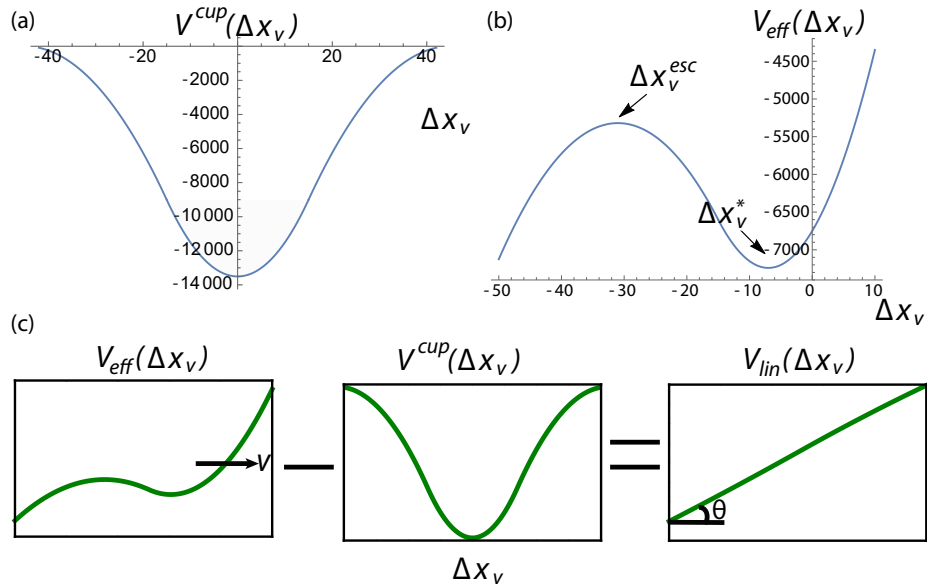 (a)
V^cup(Δx_v)
-40 -20 20 40
-2000
-4000
-6000
-8000
-10 000
-12 000
-14 000
Δx_v
(b)
V_eff(Δx_v)
-4500
-5000
-5500
-6000
-6500
-7000
Δx_v^esc
Δx_v^*
-50 -40 -30 -20 -10 0 10
Δx_v
(c)
V_eff(Δx_v)
V^cup(Δx_v)
V_lin(Δx_v)
V
θ
Δx_v